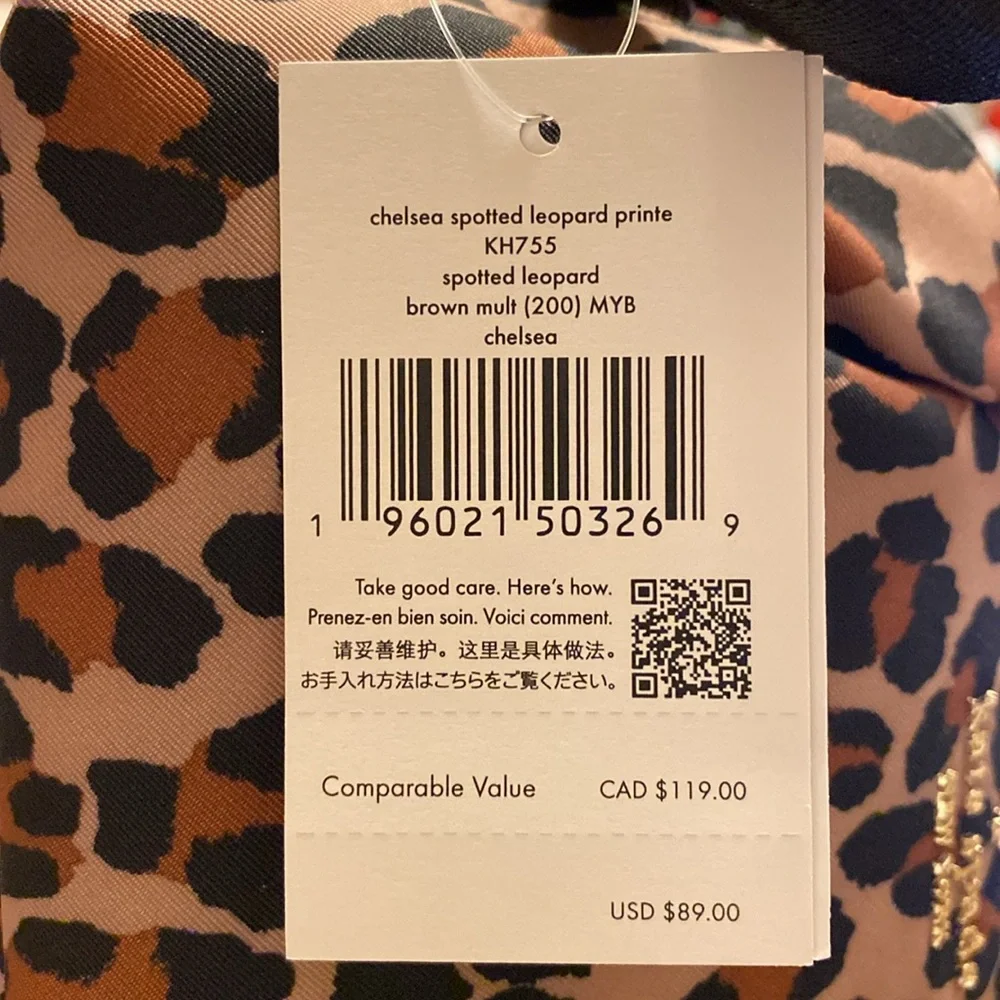 chelsea spotted leopard printe
KH755
spotted leopard
brown mult (200) MYB
chelsea
1 96021 50326 9
Take good care. Here's how.
Prenez-en bien soin. Voici comment.
请妥善维护。这里是具体做法。
お手入れ方法はこちらをご覧ください。
Comparable Value CAD $119.00
USD $89.00